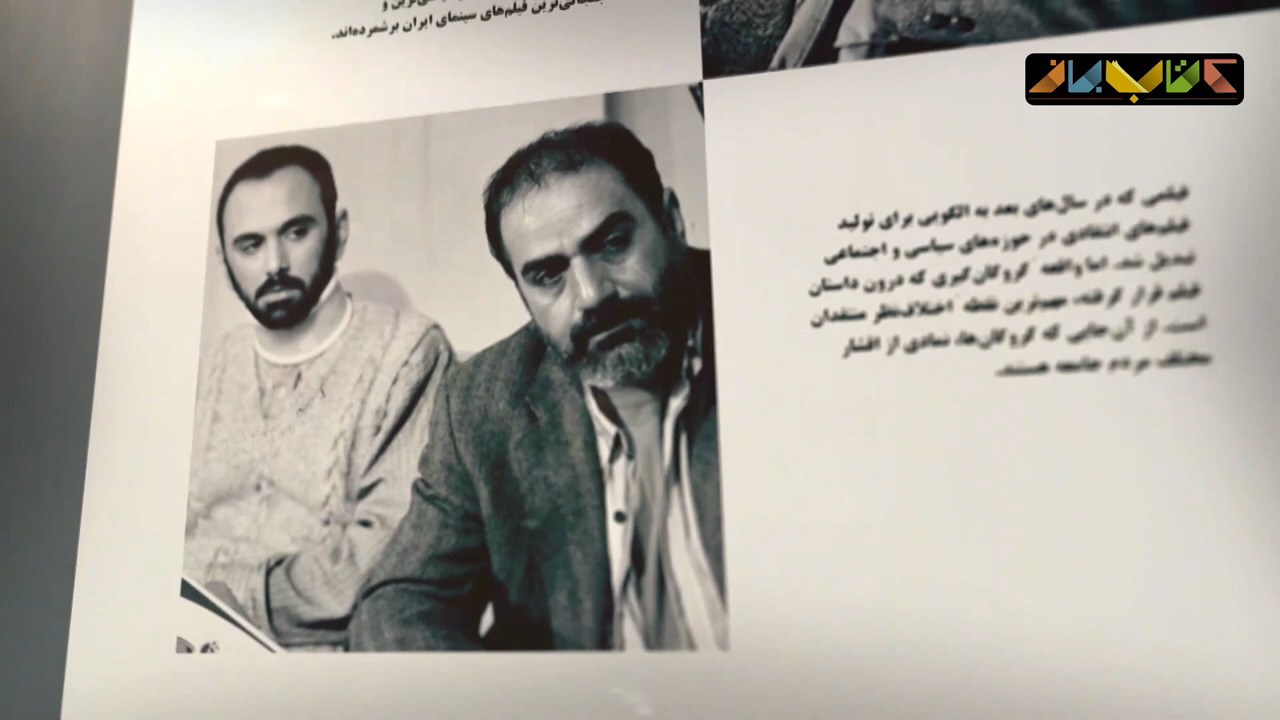 جنجالی‌ترین فیلم‌های سینمای ایران برشمرده‌اند.
کتاب‌باز
فیلمی که در سال‌های بعد به الگویی برای تولید
فیلم‌های انتقادی در حوزه‌های سیاسی و اجتماعی
تبدیل شد. اما واقعه گروگان‌گیری که درون داستان
فیلم قرار گرفته، مهم‌ترین نقطه اختلاف‌نظر منتقدان
است. از آن‌جایی که گروگان‌ها، نمادی از اقشار
مختلف مردم جامعه هستند.